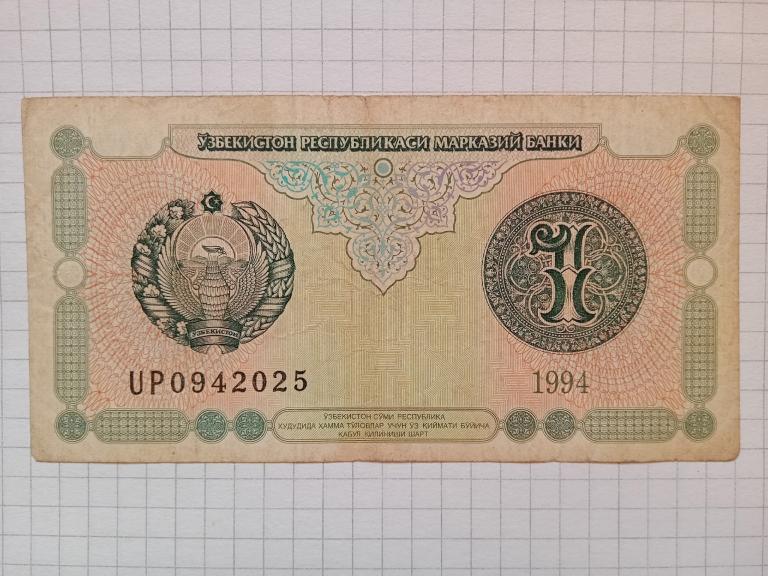 ЎЗБЕКИСТОН РЕСПУБЛИКАСИ МАРКАЗИЙ БАНКИ
1
ЎЗБЕКИСТОН
UP0942025
1994
ЎЗБЕКИСТОН СЎМИ РЕСПУБЛИКА
ҲУДУДИДА ҲАММА ТЎЛОВЛАР УЧУН ЎЗ ҚИЙМАТИ БЎЙИЧА
ҚАБУЛ ҚИЛИНИШИ ШАРТ